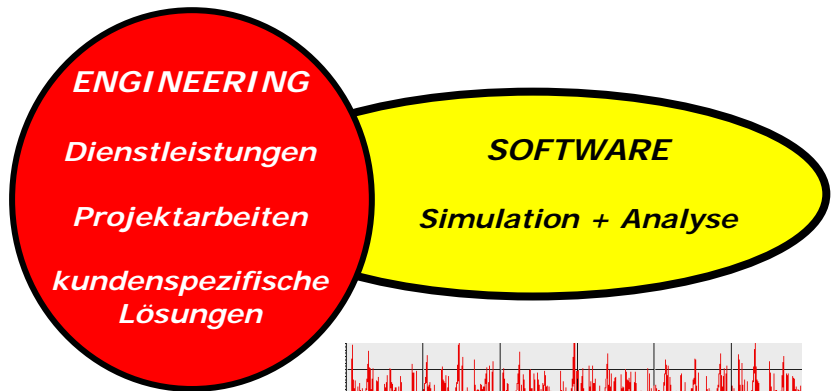 ENGINEERING
Dienstleistungen
Projektarbeiten
kundenspezifische
Lösungen
SOFTWARE
Simulation + Analyse